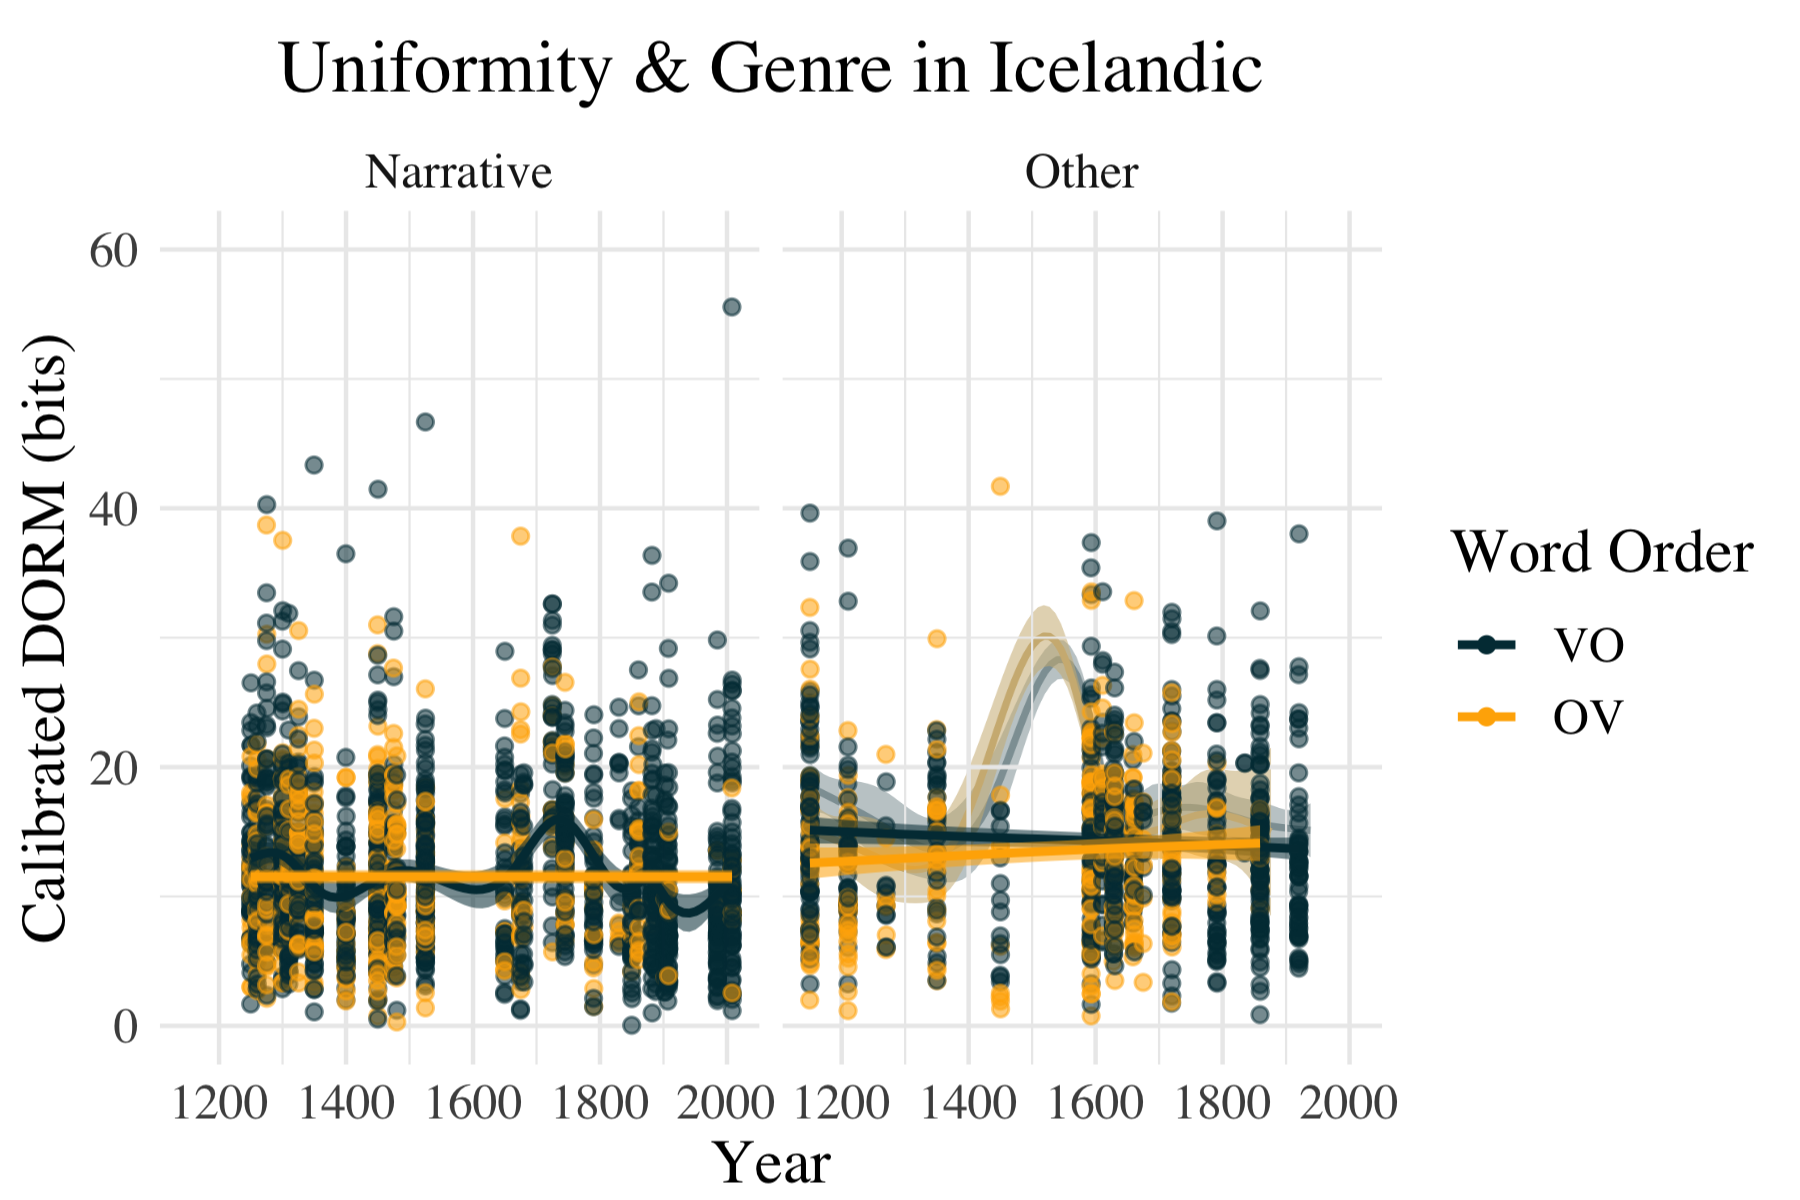 Uniformity & Genre in Icelandic
Narrative
Other
Calibrated DORM (bits)
60
40
20
0
1200 1400 1600 1800 2000
1200 1400 1600 1800 2000
Year
Word Order
VO
OV